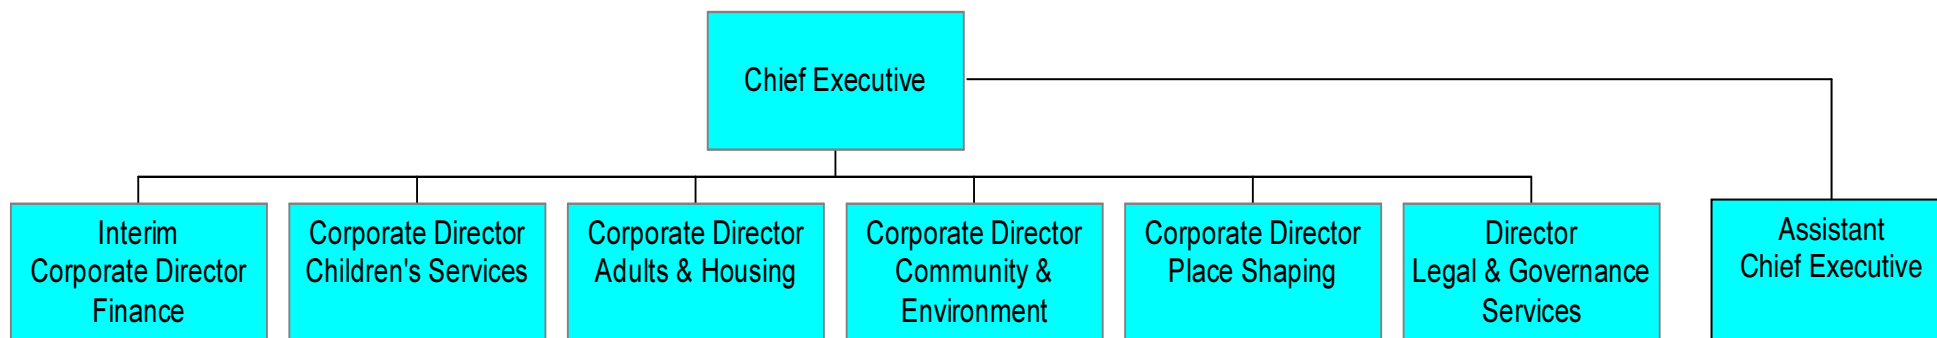 Chief Executive
Interim
Corporate Director
Finance
Corporate Director
Children's Services
Corporate Director
Adults & Housing
Corporate Director
Community &
Environment
Corporate Director
Place Shaping
Director
Legal & Governance
Services
Assistant
Chief Executive